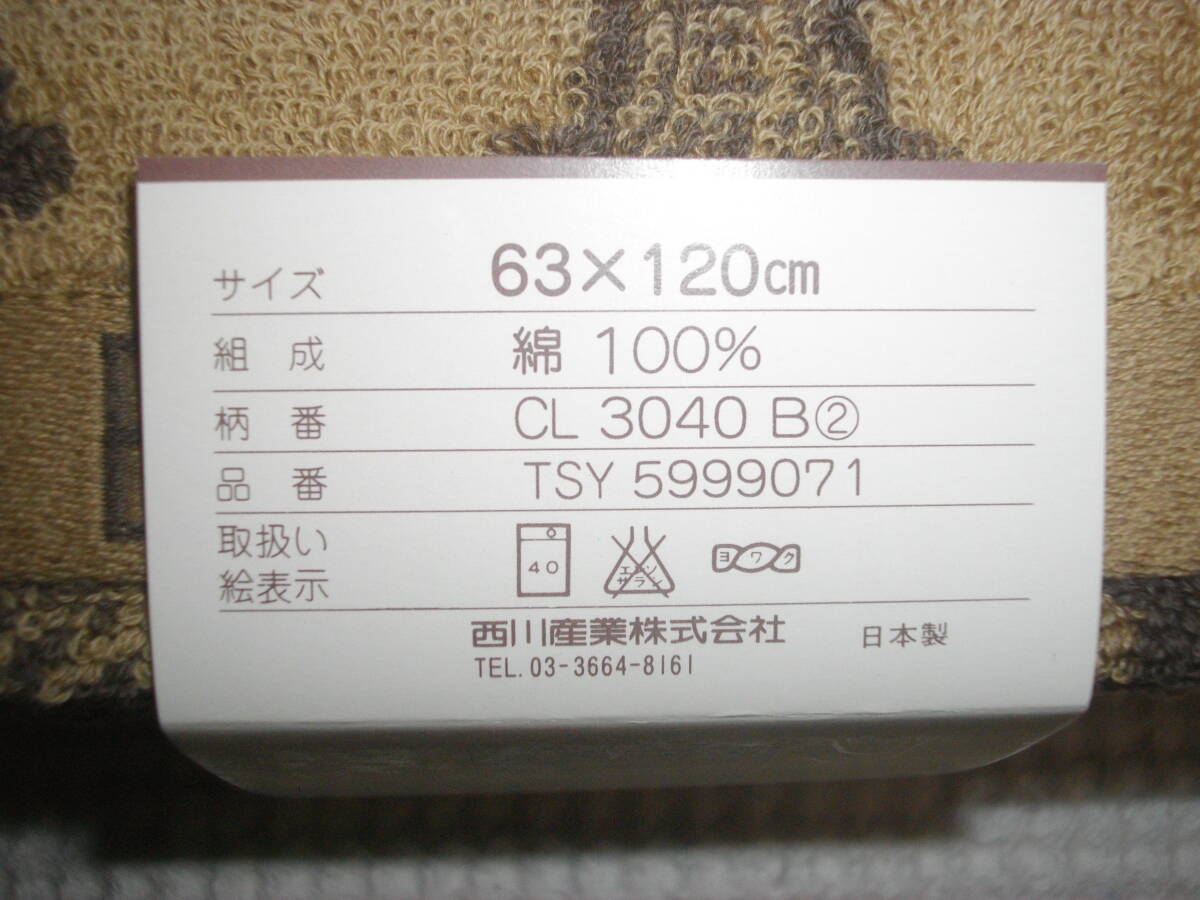 サイズ 63×120cm
組成 綿 100%
柄番 CL 3040 B②
品番 TSY 5999071
取扱い
絵表示
40 エンソ サラシ ヨワク
西川産業株式会社 日本製
TEL. 03-3664-8161